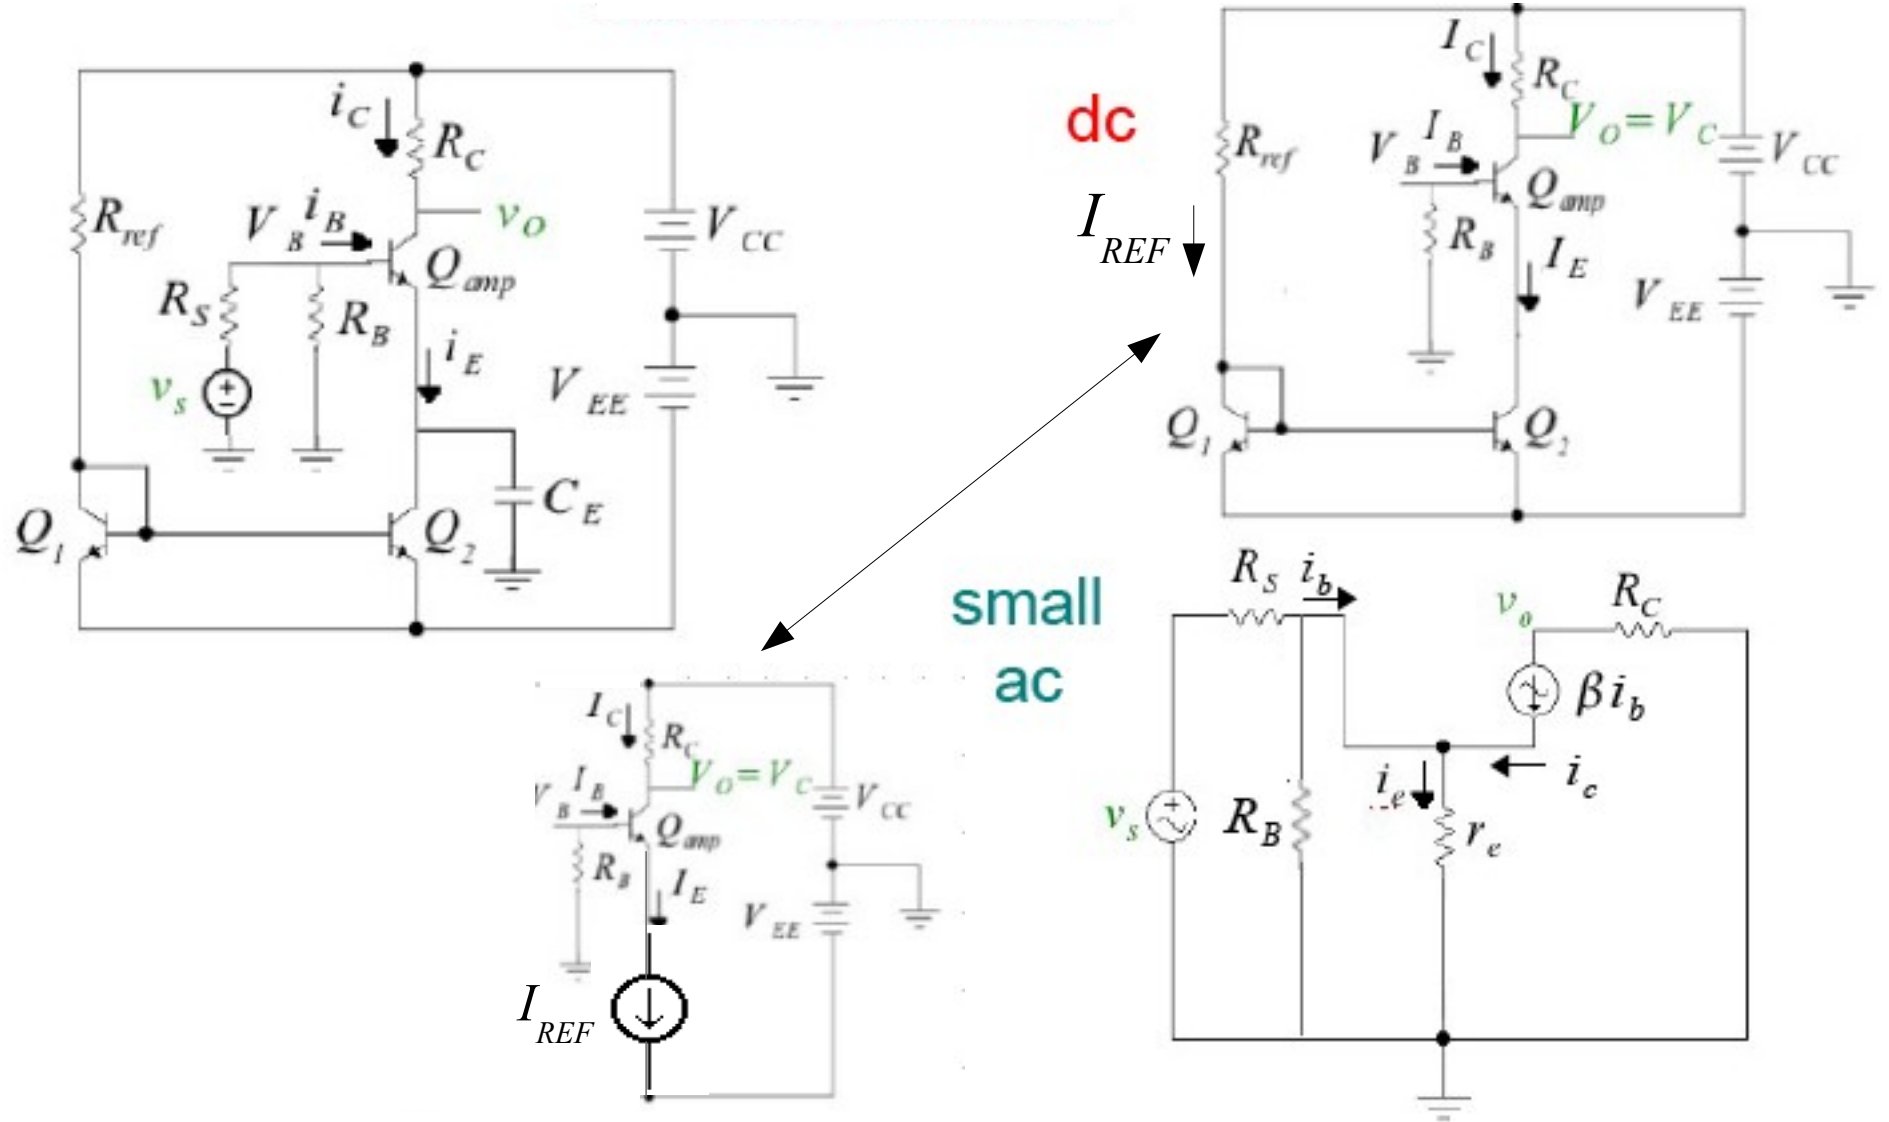 i_C
R_C
R_ref
V_B i_B
v_O
V_CC
Q_amp
R_S
R_B
i_E
v_s
V_EE
Q_1
Q_2
C_E
dc
I_C
R_C
V_O = V_C
R_ref
V_B I_B
V_CC
Q_amp
I_REF
R_B
I_E
V_EE
Q_1
Q_2
small
ac
I_C
R_C
V_O = V_C
V_B I_B
V_CC
Q_amp
R_B
I_E
V_EE
I_REF
R_S i_b
v_o
R_C
β i_b
i_e
i_c
v_s
R_B
r_e